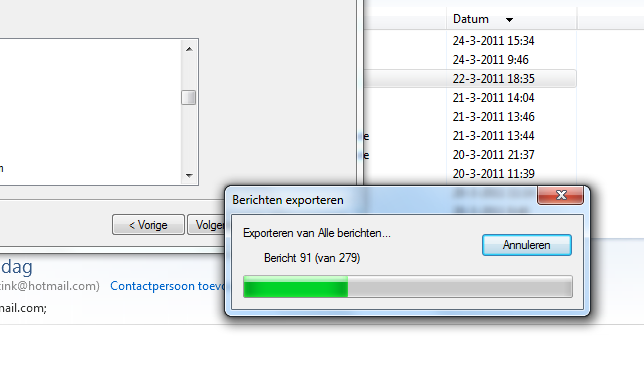 Datum
24-3-2011 15:34
24-3-2011 9:46
22-3-2011 18:35
21-3-2011 14:04
21-3-2011 13:46
21-3-2011 13:44
20-3-2011 21:37
20-3-2011 11:39
Berichten exporteren
Exporteren van Alle berichten...
Annuleren
Bericht 91 (van 279)
< Vorige
Volgen
dag
ink@hotmail.com)
Contactpersoon toevo
mail.com;